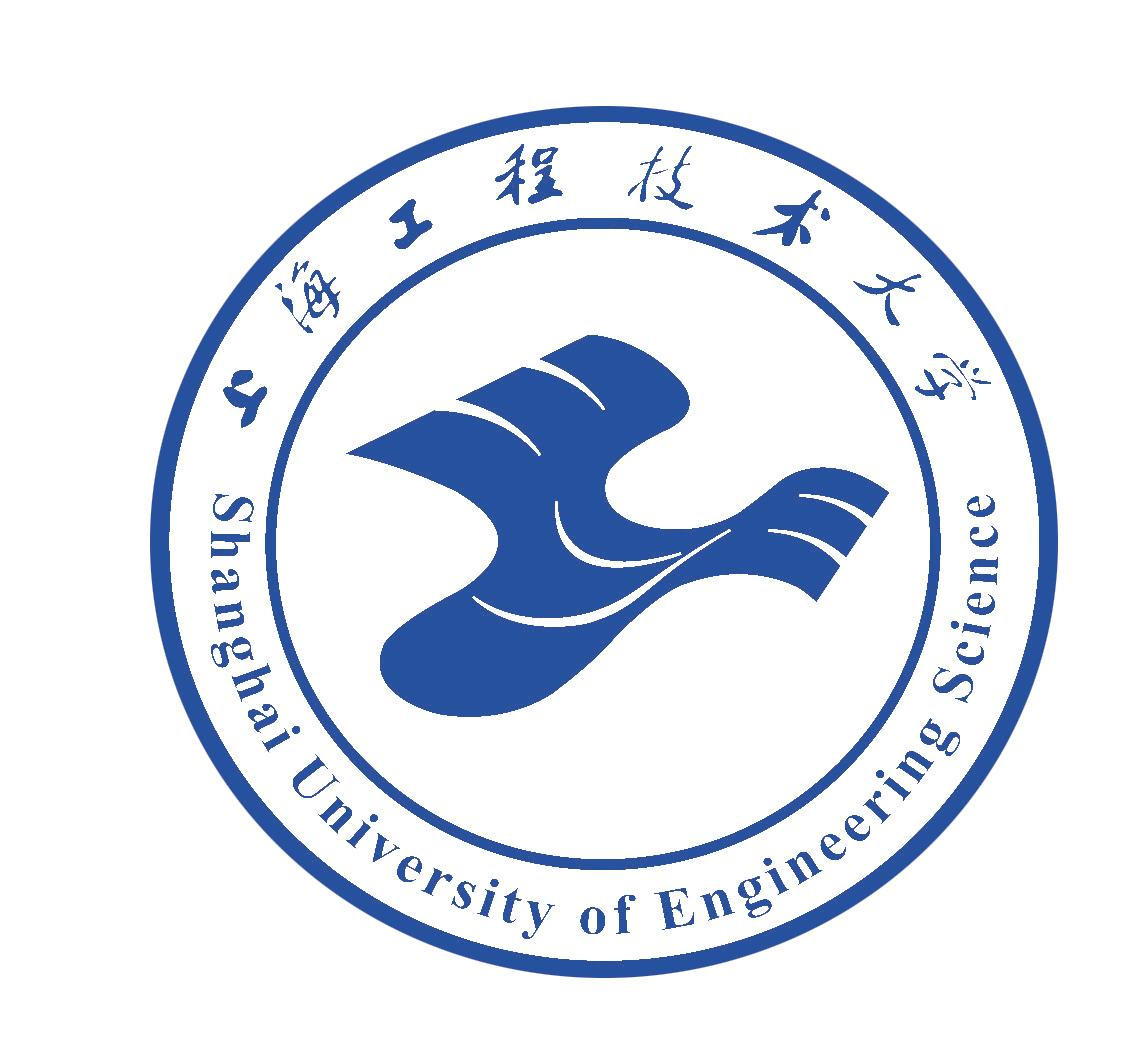 上海工程技术大学
Shanghai University of Engineering Science